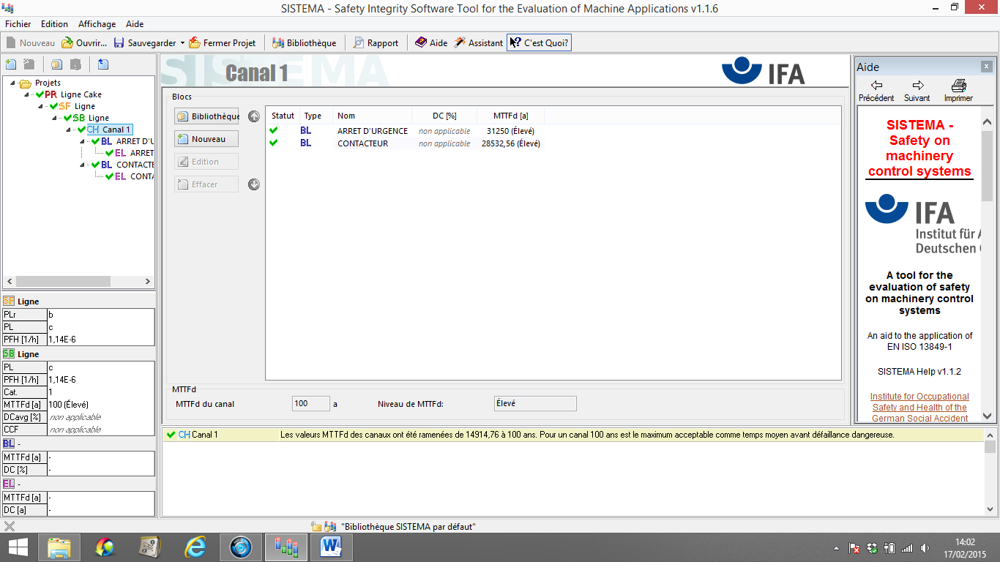 SISTEMA - Safety Integrity Software Tool for the Evaluation of Machine Applications v1.1.6
Fichier Edition Affichage Aide
Nouveau Ouvrir... Sauvegarder Fermer Projet Bibliothèque Rapport Aide Assistant C'est Quoi?
Projets
PR Ligne Cake
SF Ligne
SB Ligne
CH Canal 1
BL ARRET D'U
EL ARRET
BL CONTACTE
EL CONTA
SF Ligne
PLr b
PL c
PFH [1/h] 1,14E-6
SB Ligne
PL c
PFH [1/h] 1,14E-6
Cat. 1
MTTFd [a] 100 (Élevé)
DCavg [%] non applicable
CCF non applicable
BL -
MTTFd [a] -
DC [%] -
EL -
MTTFd [a] -
DC [a] -
SISTEMA
Canal 1
IFA
Blocs
Bibliothèque
Nouveau
Edition
Effacer
Statut Type Nom DC [%] MTTFd [a]
BL ARRET D'URGENCE non applicable 31250 (Élevé)
BL CONTACTEUR non applicable 28532,56 (Élevé)
MTTFd
MTTFd du canal 100 a Niveau de MTTFd: Élevé
CH Canal 1 Les valeurs MTTFd des canaux ont été ramenées de 14914,76 à 100 ans. Pour un canal 100 ans est le maximum acceptable comme temps moyen avant défaillance dangereuse.
Aide
Précédent Suivant Imprimer
SISTEMA -
Safety on
machinery
control systems
IFA
Institut für A
Deutschen G
A tool for the
evaluation of safety
on machinery control
systems
An aid to the application of
EN ISO 13849-1
SISTEMA Help v1.1.2
Institute for Occupational
Safety and Health of the
German Social Accident
"Bibliothèque SISTEMA par défaut"
14:02
17/02/2015